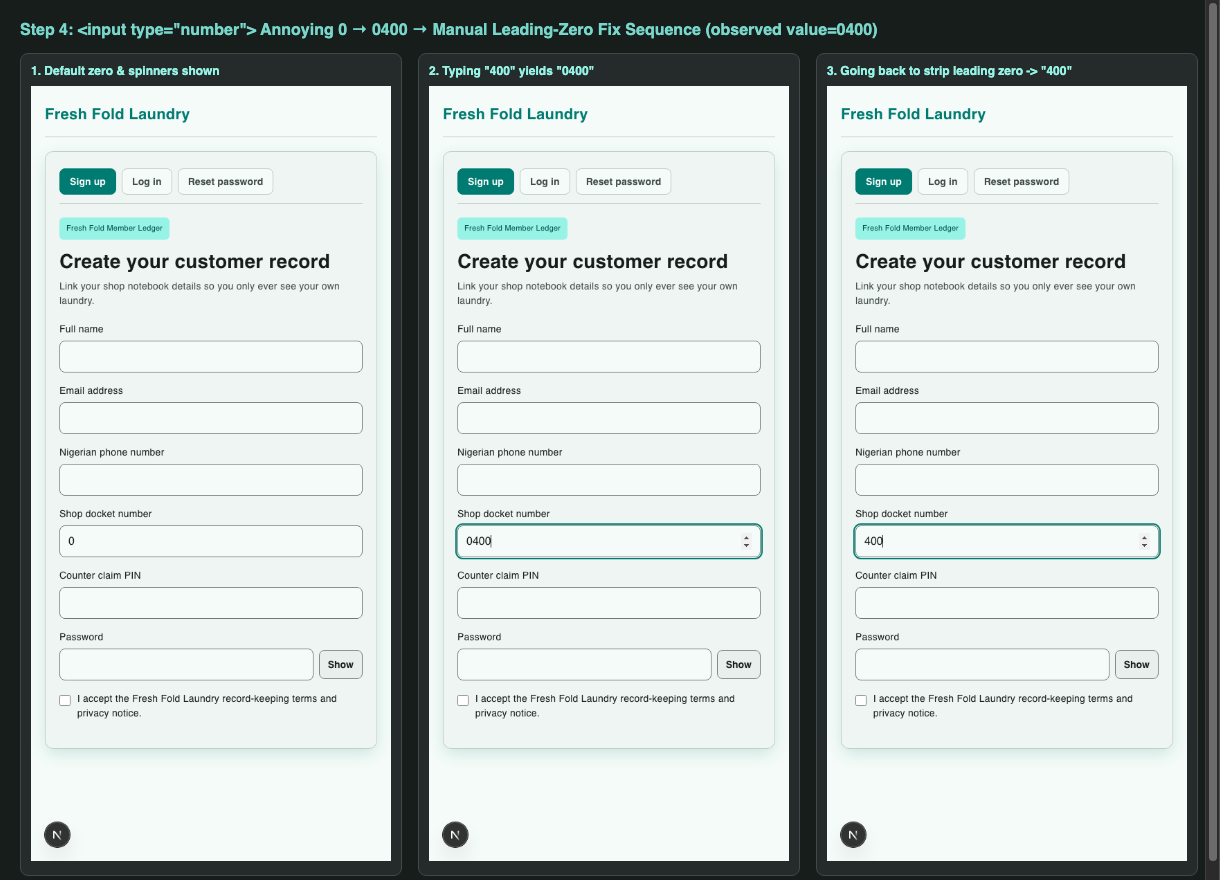 Step 4: <input type="number"> Annoying 0 → 0400 → Manual Leading-Zero Fix Sequence (observed value=0400)
1. Default zero & spinners shown
Fresh Fold Laundry
Sign up
Log in
Reset password
Fresh Fold Member Ledger
Create your customer record
Link your shop notebook details so you only ever see your own
laundry.
Full name
Email address
Nigerian phone number
Shop docket number
0
Counter claim PIN
Password
Show
I accept the Fresh Fold Laundry record-keeping terms and
privacy notice.
N
2. Typing "400" yields "0400"
Fresh Fold Laundry
Sign up
Log in
Reset password
Fresh Fold Member Ledger
Create your customer record
Link your shop notebook details so you only ever see your own
laundry.
Full name
Email address
Nigerian phone number
Shop docket number
0400
Counter claim PIN
Password
Show
I accept the Fresh Fold Laundry record-keeping terms and
privacy notice.
N
3. Going back to strip leading zero -> "400"
Fresh Fold Laundry
Sign up
Log in
Reset password
Fresh Fold Member Ledger
Create your customer record
Link your shop notebook details so you only ever see your own
laundry.
Full name
Email address
Nigerian phone number
Shop docket number
400
Counter claim PIN
Password
Show
I accept the Fresh Fold Laundry record-keeping terms and
privacy notice.
N